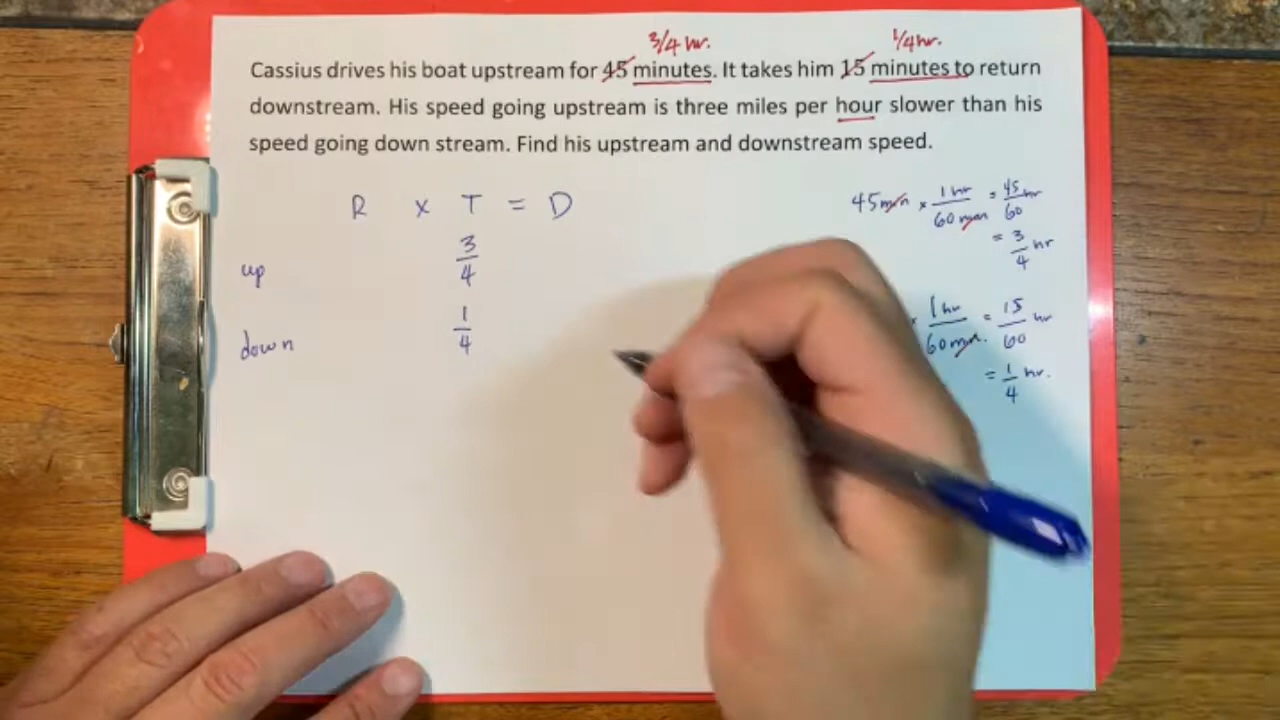 3/4 hr. 1/4 hr.
Cassius drives his boat upstream for 45 minutes. It takes him 15 minutes to return
downstream. His speed going upstream is three miles per hour slower than his
speed going down stream. Find his upstream and downstream speed.
R x T = D
up 3/4
down 1/4
45 min x 1 hr/60 min = 45/60 hr
= 3/4 hr
1 hr/60 min. = 15/60 hr
= 1/4 hr.